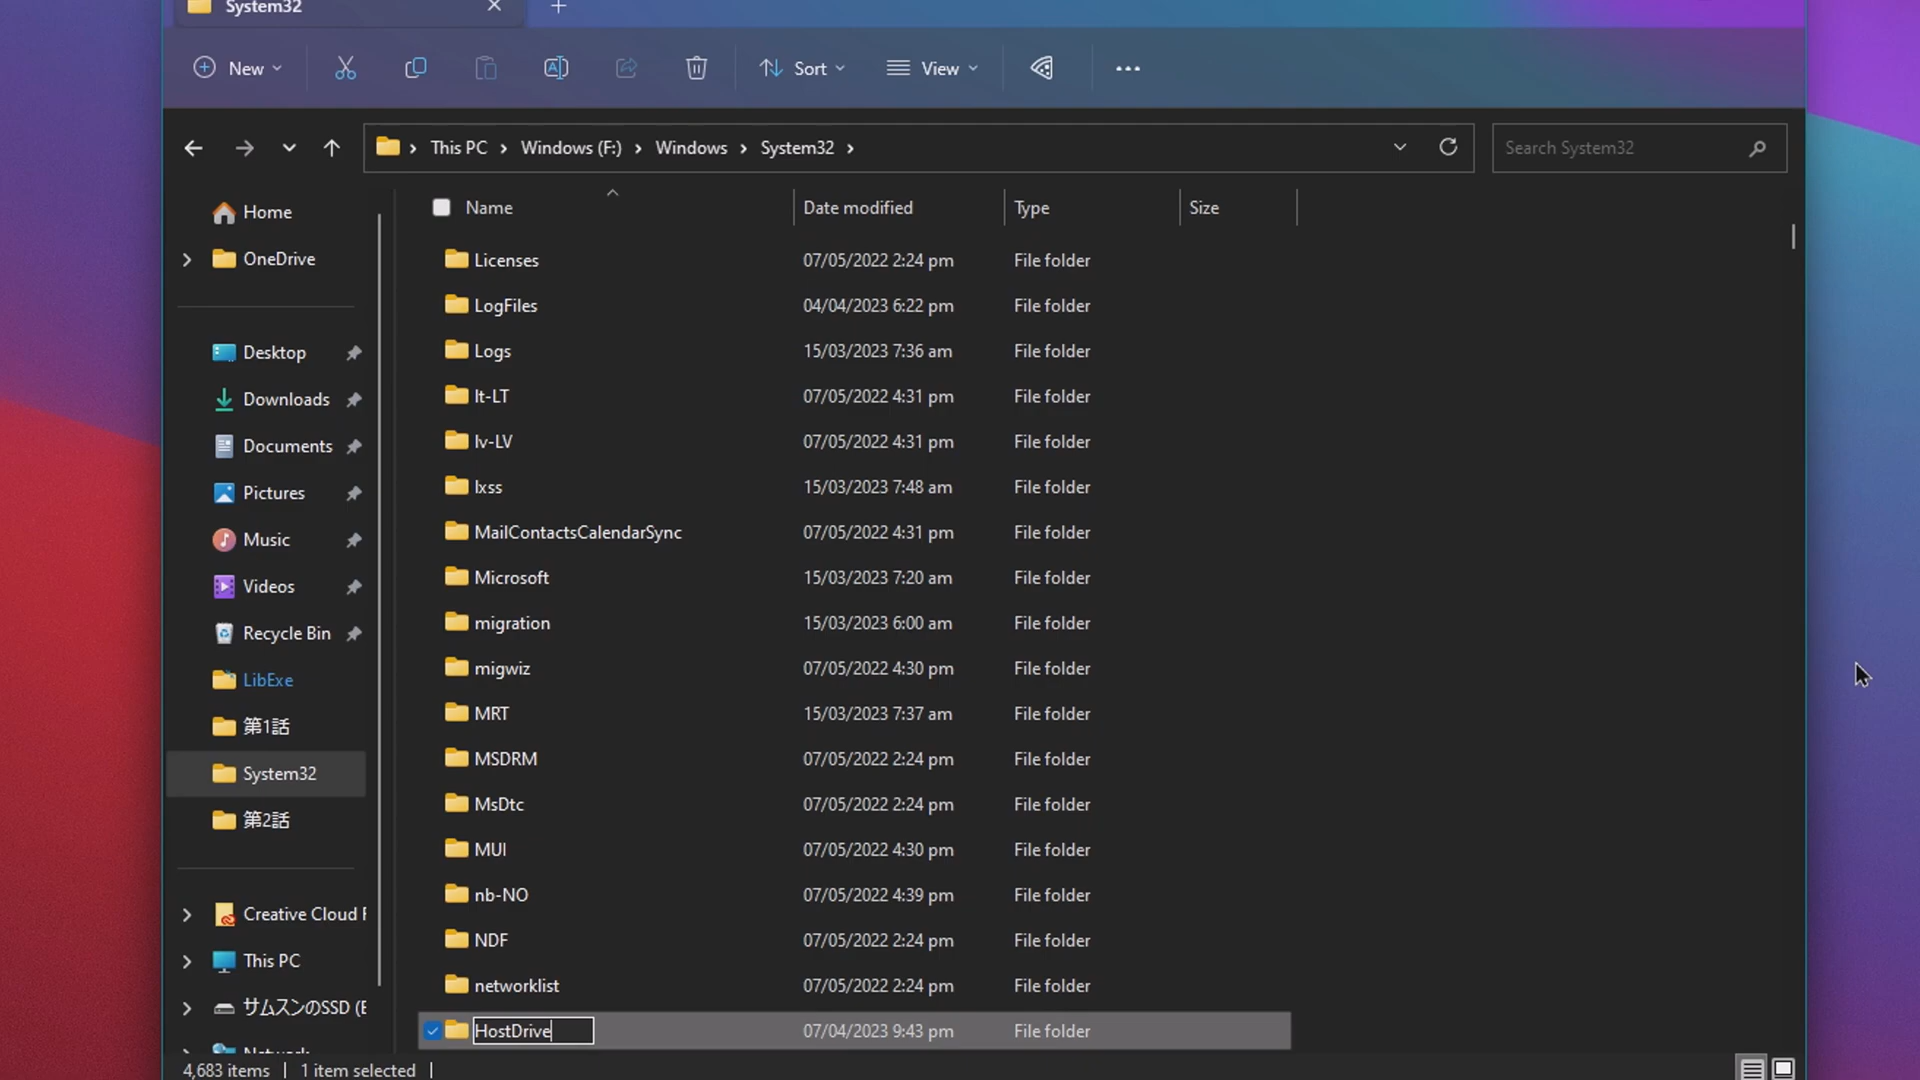 System32
New
Sort
View
This PC
Windows (F:)
Windows
System32
Search System32
Home
OneDrive
Desktop
Downloads
Documents
Pictures
Music
Videos
Recycle Bin
LibExe
第1話
System32
第2話
Creative Cloud F
This PC
サムスンのSSD (E
Network
Name Date modified Type Size
Licenses 07/05/2022 2:24 pm File folder
LogFiles 04/04/2023 6:22 pm File folder
Logs 15/03/2023 7:36 am File folder
lt-LT 07/05/2022 4:31 pm File folder
lv-LV 07/05/2022 4:31 pm File folder
lxss 15/03/2023 7:48 am File folder
MailContactsCalendarSync 07/05/2022 4:31 pm File folder
Microsoft 15/03/2023 7:20 am File folder
migration 15/03/2023 6:00 am File folder
migwiz 07/05/2022 4:30 pm File folder
MRT 15/03/2023 7:37 am File folder
MSDRM 07/05/2022 2:24 pm File folder
MsDtc 07/05/2022 2:24 pm File folder
MUI 07/05/2022 4:30 pm File folder
nb-NO 07/05/2022 4:39 pm File folder
NDF 07/05/2022 2:24 pm File folder
networklist 07/05/2022 2:24 pm File folder
HostDrive 07/04/2023 9:43 pm File folder
4,683 items 1 item selected